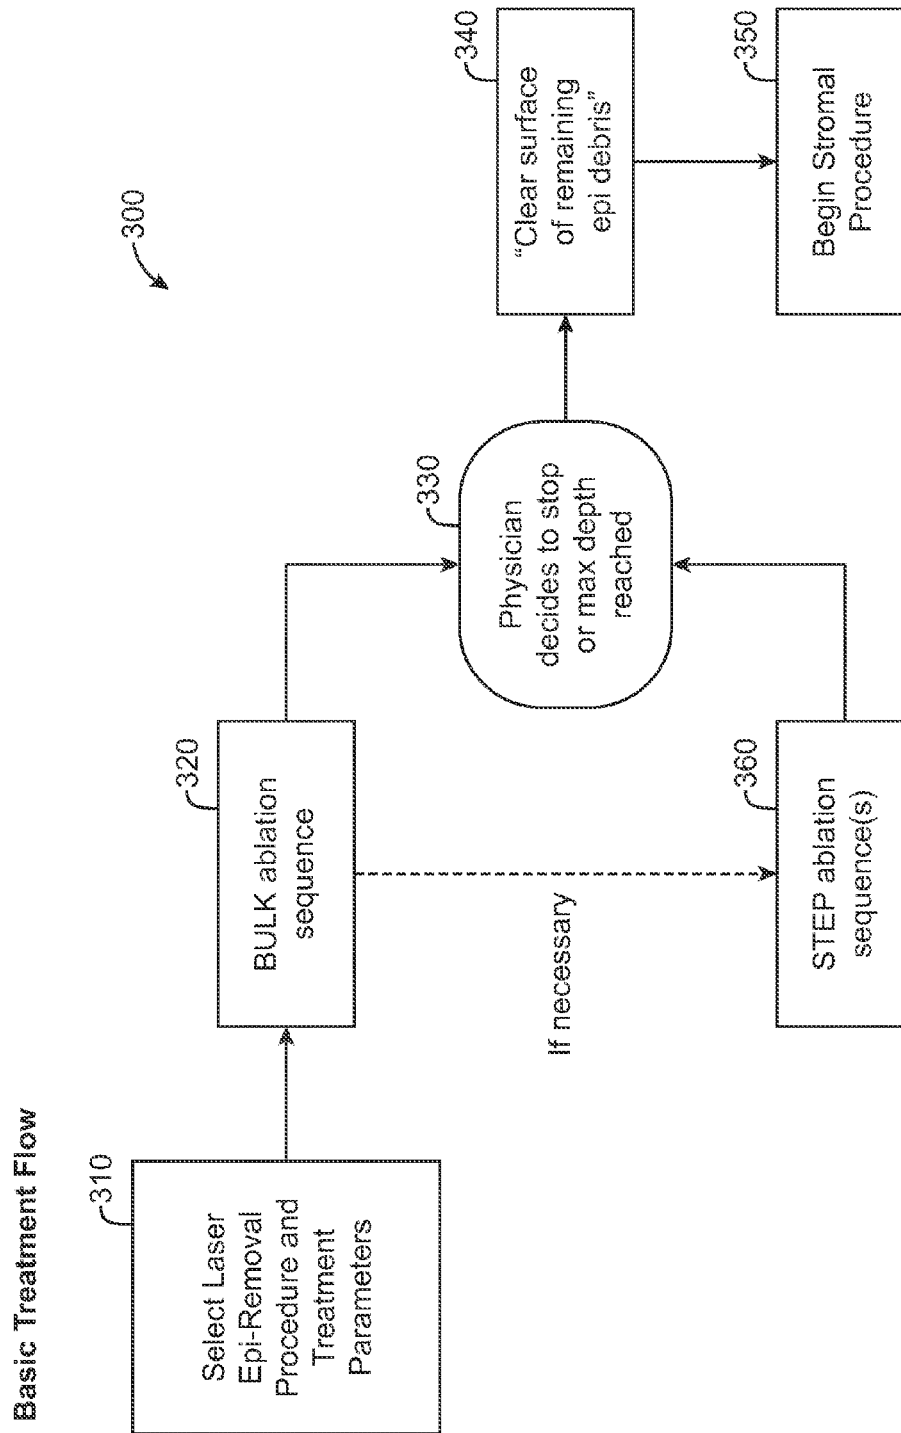 Basic Treatment Flow
300
310
Select Laser
Epi-Removal
Procedure and
Treatment
Parameters
320
BULK ablation
sequence
If necessary
360
STEP ablation
sequence(s)
330
Physician
decides to stop
or max depth
reached
340
“Clear surface
of remaining
epi debris”
350
Begin Stromal
Procedure